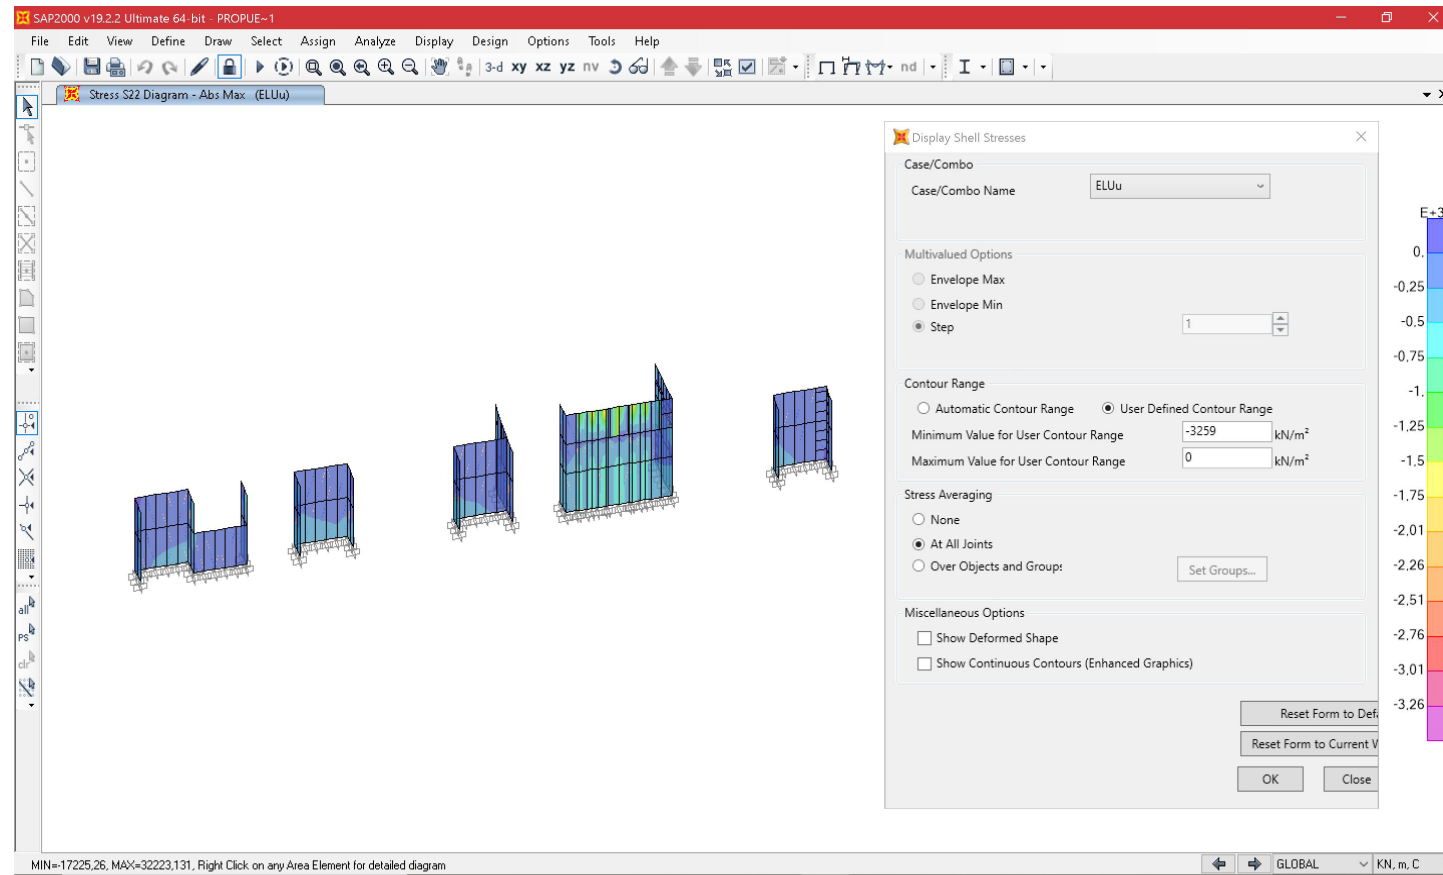 SAP2000 v19.2.2 Ultimate 64-bit - PROPUE~1
File Edit View Define Draw Select Assign Analyze Display Design Options Tools Help
3-d xy xz yz nv nd
Stress S22 Diagram - Abs Max (ELUu)
all
PS
clr
Display Shell Stresses
Case/Combo
Case/Combo Name ELUu
Multivalued Options
Envelope Max
Envelope Min
Step 1
Contour Range
Automatic Contour Range User Defined Contour Range
Minimum Value for User Contour Range -3259 kN/m²
Maximum Value for User Contour Range 0 kN/m²
Stress Averaging
None
At All Joints
Over Objects and Groups
Set Groups...
Miscellaneous Options
Show Deformed Shape
Show Continuous Contours (Enhanced Graphics)
Reset Form to Def
Reset Form to Current
OK Close
E+3
0,
-0,25
-0,5
-0,75
-1,
-1,25
-1,5
-1,75
-2,01
-2,26
-2,51
-2,76
-3,01
-3,26
MIN=-17225,26, MAX=32223,131, Right Click on any Area Element for detailed diagram
GLOBAL KN, m, C